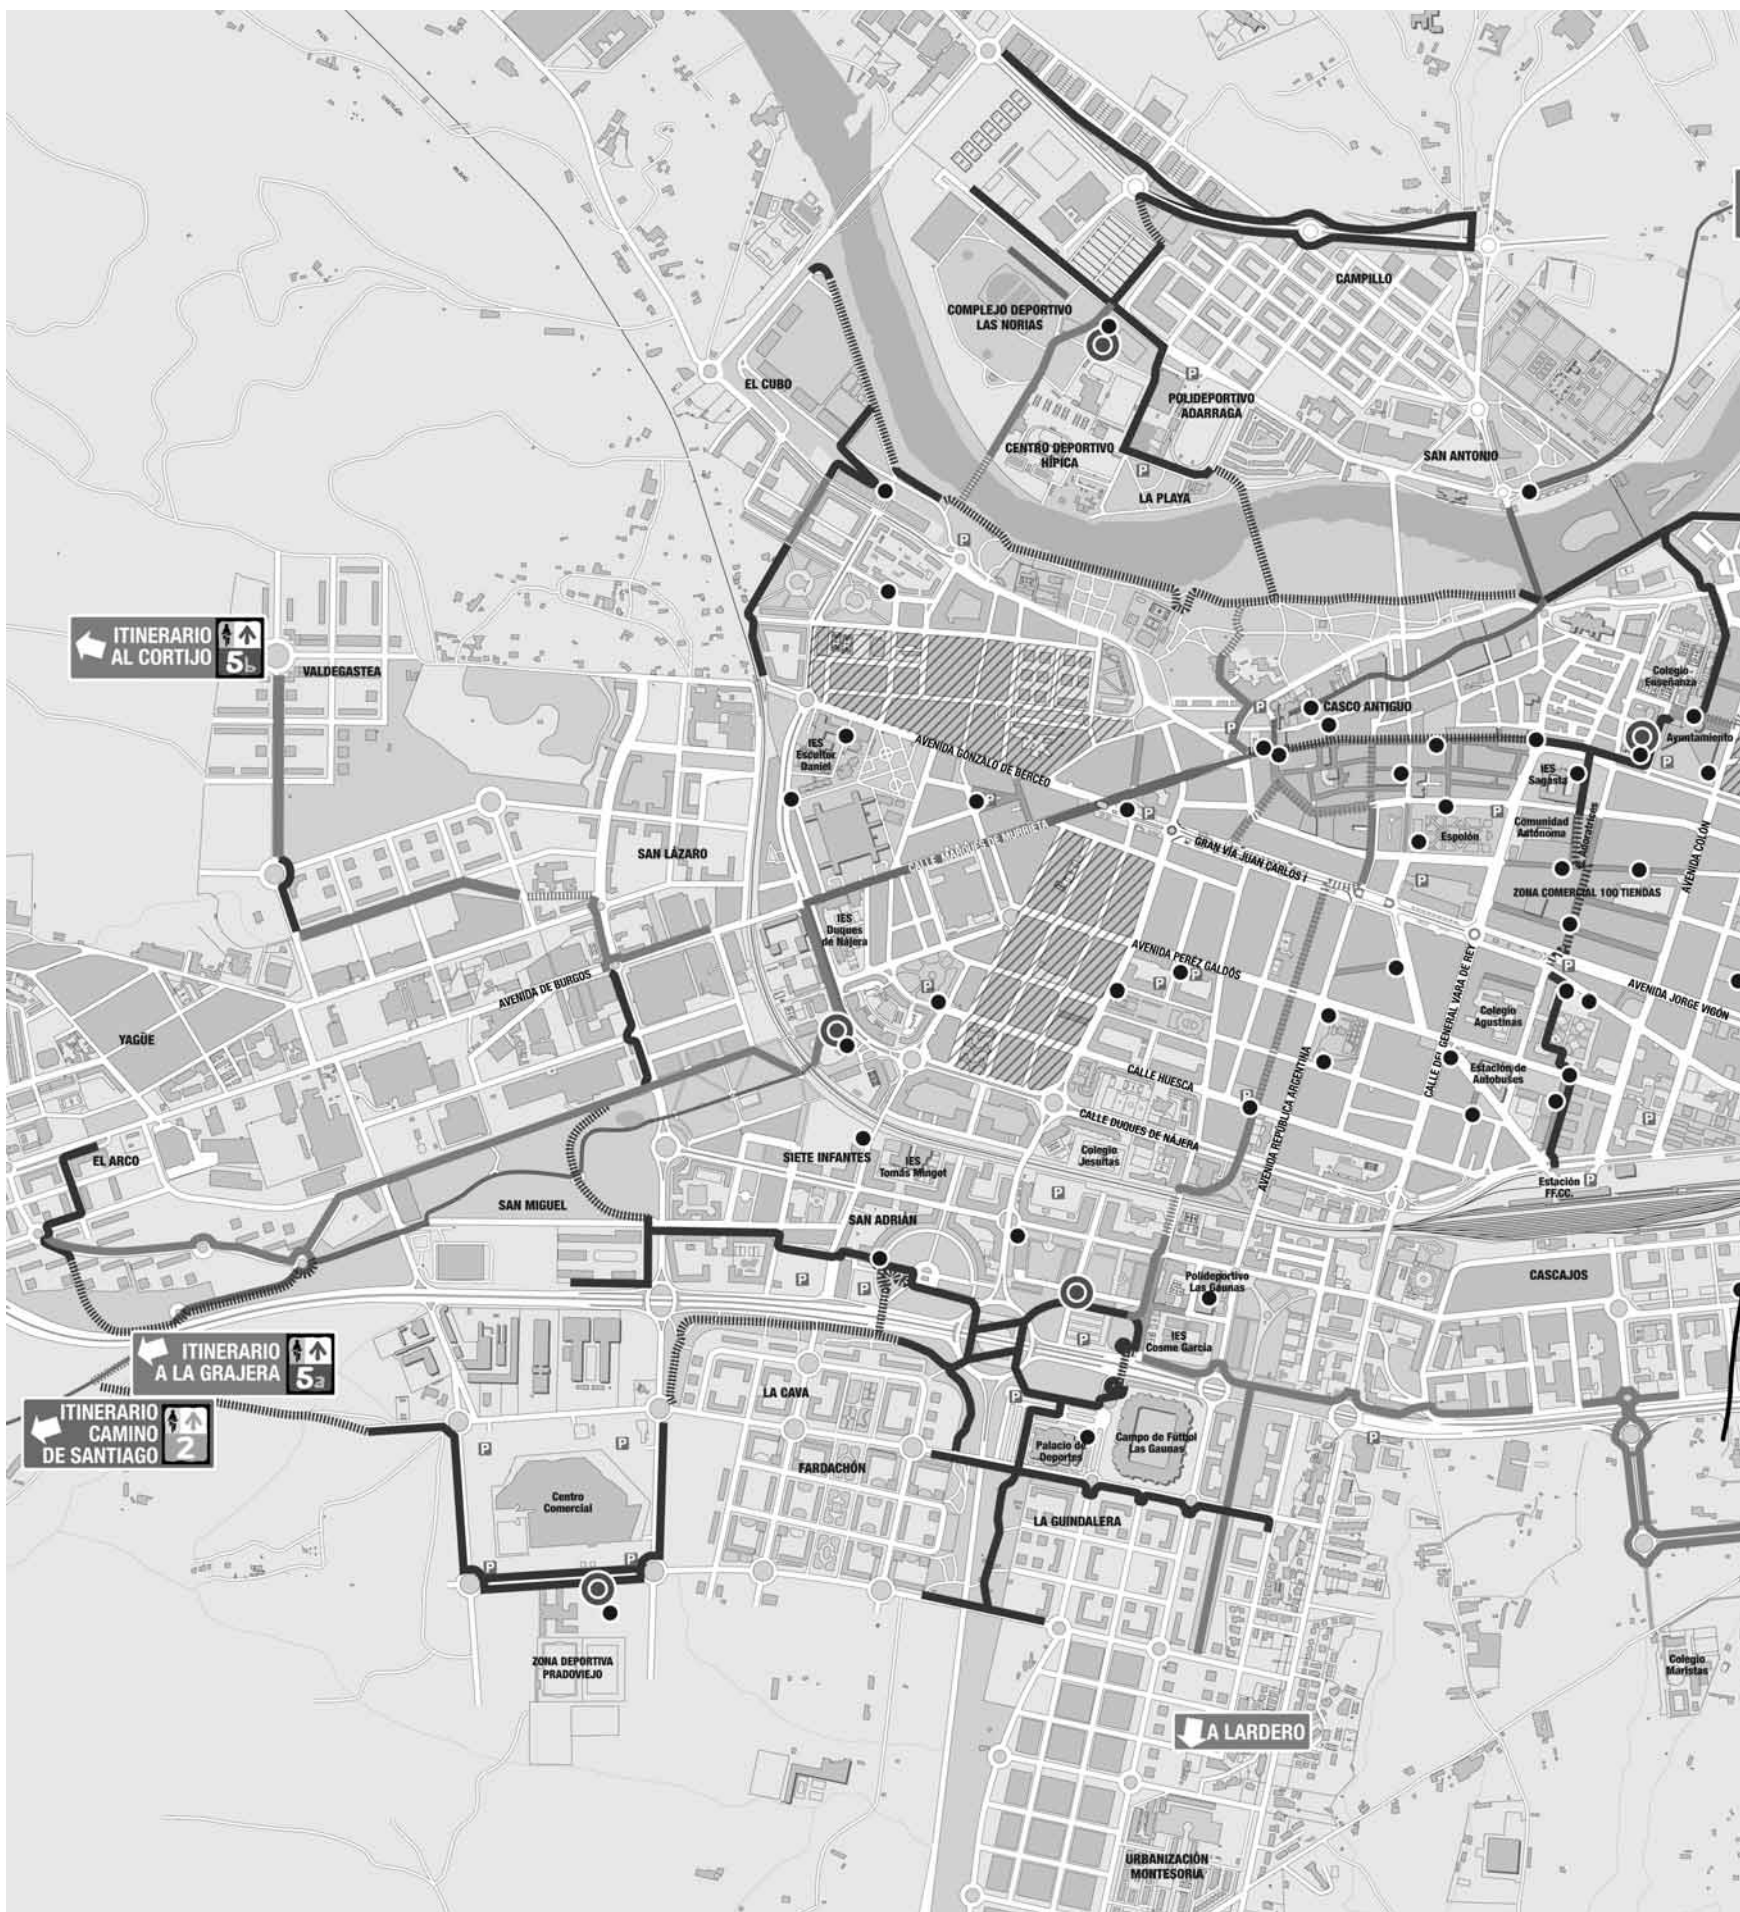 CAMPILLO
COMPLEJO DEPORTIVO
LAS NORIAS
EL CUBO
P
POLIDEPORTIVO
ADARRAGA
CENTRO DEPORTIVO
HÍPICA
P
SAN ANTONIO
LA PLAYA
P
ITINERARIO
AL CORTIJO
5b
VALDEGASTEA
Colegio
Enseñanza
CASCO ANTIGUO
P
P
IES
Escultor
Daniel
AVENIDA GONZALO DE BERCEO
Ayuntamiento
P
IES
Sagasta
P
P
P
Comunidad
Autónoma
Espolón
Adoratrices
AVENIDA COLÓN
SAN LÁZARO
CALLE MARQUÉS DE MURRIETA
GRAN VÍA JUAN CARLOS I
P
ZONA COMERCIAL 100 TIENDAS
IES
Duques
de Nájera
AVENIDA PERÉZ GALDÓS
P
P
P
AVENIDA DE BURGOS
P
CALLE DEL GENERAL VARA DE REY
AVENIDA JORGE VIGÓN
Colegio
Agustinas
YAGÜE
AVENIDA REPÚBLICA ARGENTINA
CALLE HUESCA
Estación de
Autobuses
P
CALLE DUQUES DE NÁJERA
P
EL ARCO
SIETE INFANTES
IES
Tomás Mingot
Colegio
Jesuitas
Estación
FF.CC.
P
SAN MIGUEL
P
SAN ADRIÁN
P
P
Polideportivo
Las Gaunas
CASCAJOS
P
IES
Cosme García
ITINERARIO
A LA GRAJERA
5a
LA CAVA
P
ITINERARIO
CAMINO
DE SANTIAGO
2
P
P
Palacio de
Deportes
Campo de Fútbol
Las Gaunas
P
FARDACHÓN
Centro
Comercial
LA GUINDALERA
P
P
ZONA DEPORTIVA
PRADOVIEJO
Colegio
Maristas
A LARDERO
URBANIZACIÓN
MONTESORIA